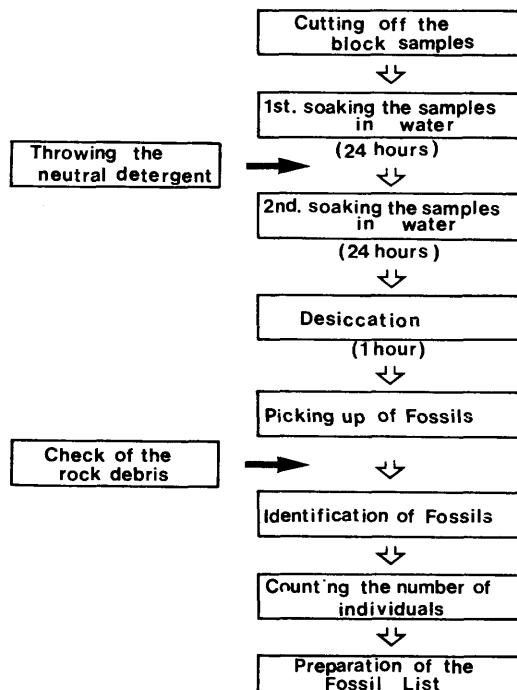 Cutting off the
block samples
1st. soaking the samples
in water
(24 hours)
Throwing the
neutral detergent
2nd. soaking the samples
in water
(24 hours)
Desiccation
(1 hour)
Picking up of Fossils
Check of the
rock debris
Identification of Fossils
Counting the number of
individuals
Preparation of the
Fossil List